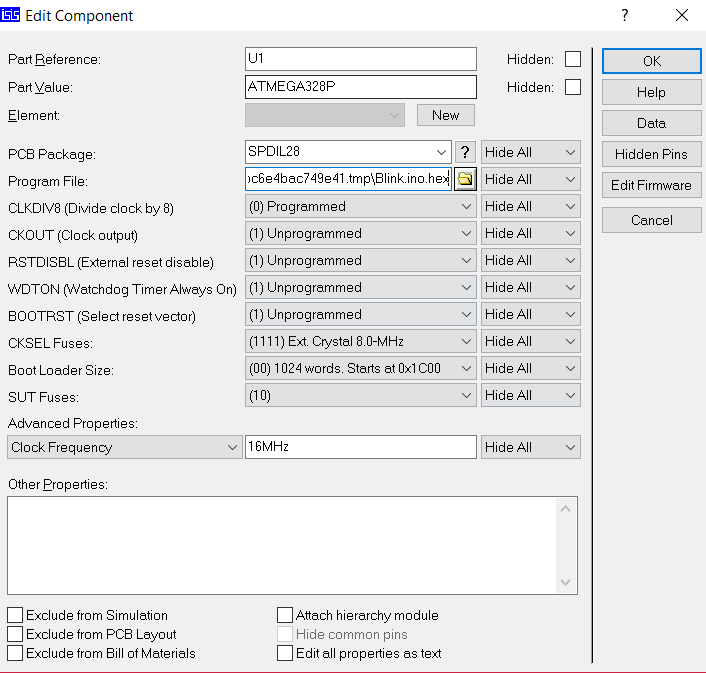 ISIS Edit Component ?
Part Reference: U1 Hidden:
Part Value: ATMEGA328P Hidden: OK
Element: New Help
PCB Package: SPDIL28 ? Hide All Data
Program File: c6e4bac749e41.tmp\Blink.ino.hex Hide All Hidden Pins
CLKDIV8 (Divide clock by 8) (0) Programmed Hide All Edit Firmware
CKOUT (Clock output) (1) Unprogrammed Hide All Cancel
RSTDISBL (External reset disable) (1) Unprogrammed Hide All
WDTON (Watchdog Timer Always On) (1) Unprogrammed Hide All
BOOTRST (Select reset vector) (1) Unprogrammed Hide All
CKSEL Fuses: (1111) Ext. Crystal 8.0-MHz Hide All
Boot Loader Size: (00) 1024 words. Starts at 0x1C00 Hide All
SUT Fuses: (10) Hide All
Advanced Properties:
Clock Frequency 16MHz Hide All
Other Properties:
Exclude from Simulation Attach hierarchy module
Exclude from PCB Layout Hide common pins
Exclude from Bill of Materials Edit all properties as text